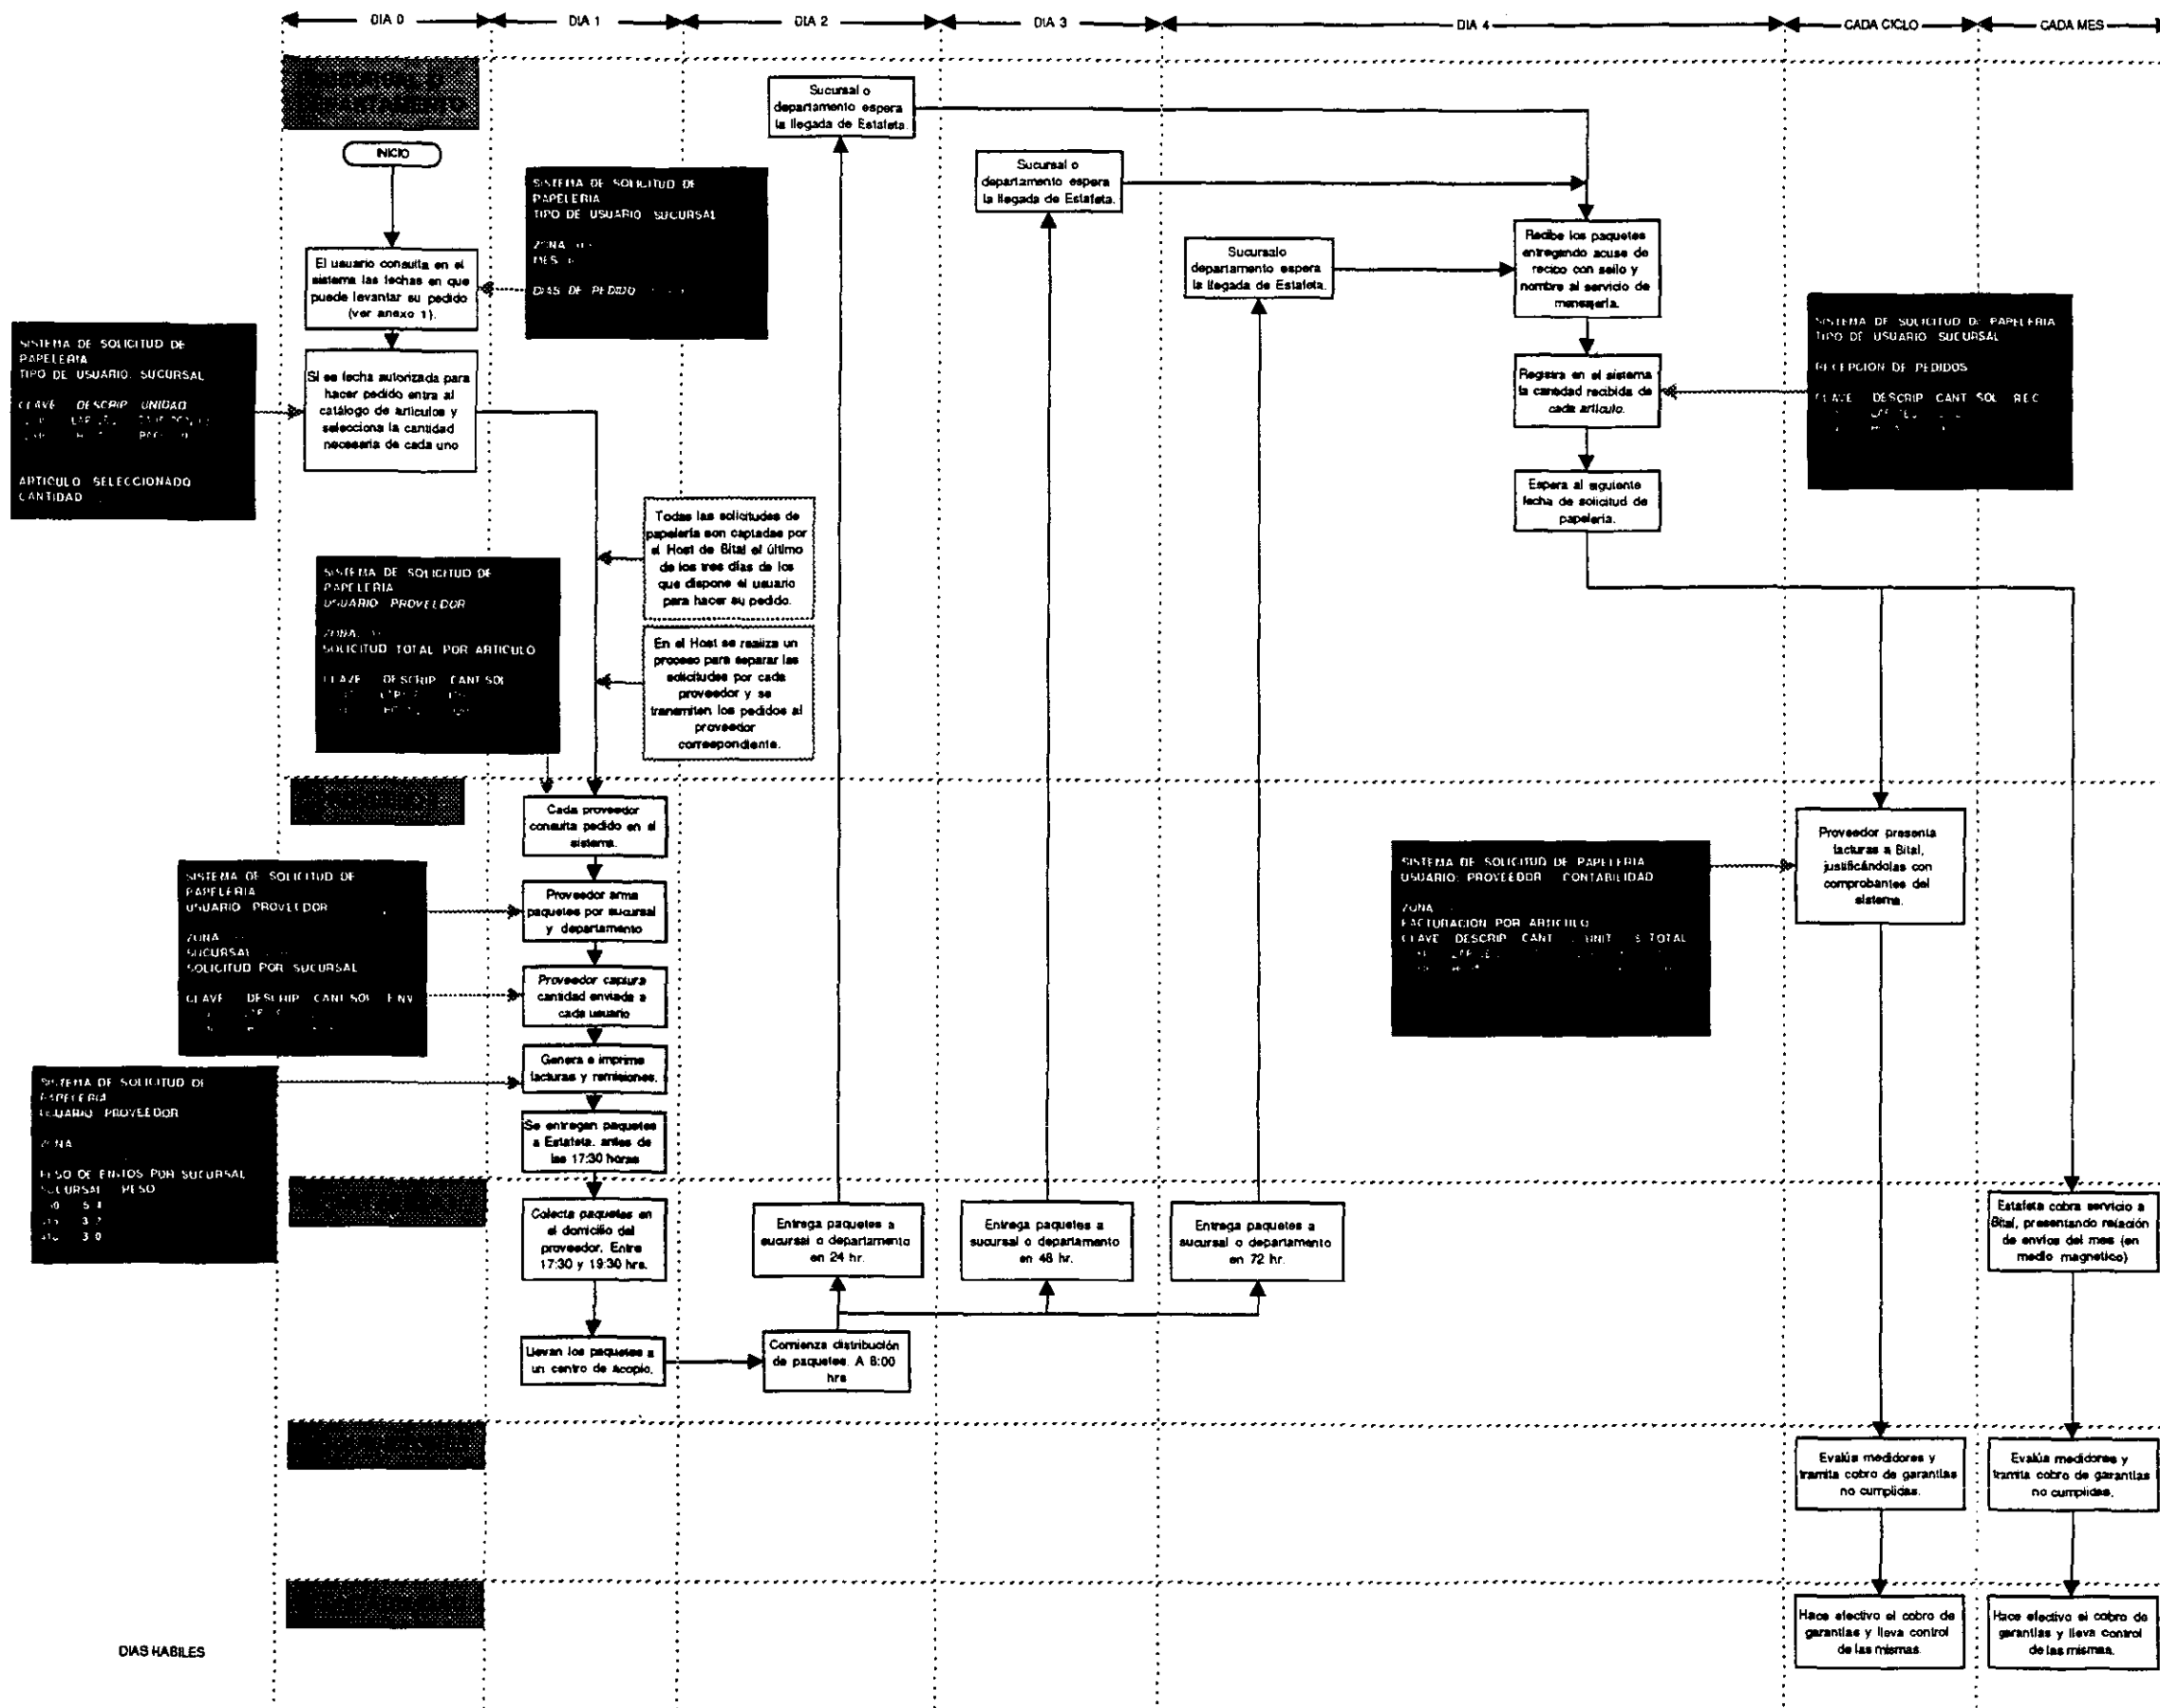 DIA 0
DIA 1
DIA 2
DIA 3
DIA 4
CADA CICLO
CADA MES
DEPARTAMENTO
INICIO
El usuario consulta en el
sistema las fechas en que
puede levantar su pedido
(ver anexo 1).
SISTEMA DE SOLICITUD DE
PAPELERIA
TIPO DE USUARIO SUCURSAL
ZONA
MES
DIAS DE PEDIDO
SISTEMA DE SOLICITUD DE
PAPELERIA
TIPO DE USUARIO. SUCURSAL
CLAVE DESCRIP UNIDAD
ARTICULO SELECCIONADO
CANTIDAD
Si es fecha autorizada para
hacer pedido entra al
catálogo de artículos y
selecciona la cantidad
necesaria de cada uno
Todas las solicitudes de
papelería son captadas por
el Host de Bital el último
de los tres días de los
que dispone el usuario
para hacer su pedido.
En el Host se realiza un
proceso para separar las
solicitudes por cada
proveedor y se
transmiten los pedidos al
proveedor
correspondiente.
SISTEMA DE SOLICITUD DE
PAPELERIA
USUARIO PROVEEDOR
ZONA
SOLICITUD TOTAL POR ARTICULO
CLAVE DESCRIP CANT SOL
Sucursal o
departamento espera
la llegada de Estafeta.
Sucursal o
departamento espera
la llegada de Estafeta.
Sucursalo
departamento espera
la llegada de Estafeta.
Recibe los paquetes
entregando acuse de
recibo con sello y
nombre al servicio de
mensajería.
Registra en el sistema
la cantidad recibida de
cada artículo.
Espera al siguiente
fecha de solicitud de
papelería.
SISTEMA DE SOLICITUD DE PAPELERIA
TIPO DE USUARIO SUCURSAL
RECEPCION DE PEDIDOS
CLAVE DESCRIP CANT SOL REC
Cada proveedor
consulta pedido en el
sistema.
Proveedor arma
paquetes por sucursal
y departamento
Proveedor captura
cantidad enviada a
cada usuario
Genera e imprime
facturas y remisiones.
Se entregan paquetes
a Estafeta. antes de
las 17:30 horas
SISTEMA DE SOLICITUD DE
PAPELERIA
USUARIO PROVEEDOR
ZONA
SUCURSAL
SOLICITUD POR SUCURSAL
CLAVE DESCRIP CANT SOL ENV
SISTEMA DE SOLICITUD DE
PAPELERIA
USUARIO PROVEEDOR
ZONA
PESO DE ENVIOS POR SUCURSAL
SUCURSAL PESO
5 4
3 2
3 0
SISTEMA DE SOLICITUD DE PAPELERIA
USUARIO: PROVEEDOR CONTABILIDAD
ZONA
FACTURACION POR ARTICULO
CLAVE DESCRIP CANT UNIT $ TOTAL
Proveedor presenta
facturas a Bital,
justificándolas con
comprobantes del
sistema.
Colecta paquetes en
el domicilio del
proveedor. Entre
17:30 y 19:30 hrs.
Llevan los paquetes a
un centro de acopio.
Comienza distribución
de paquetes. A 8:00
hrs
Entrega paquetes a
sucursal o departamento
en 24 hr.
Entrega paquetes a
sucursal o departamento
en 48 hr.
Entrega paquetes a
sucursal o departamento
en 72 hr.
Estafeta cobra servicio a
Bital, presentando relación
de envíos del mes (en
medio magnetico)
Evalúa medidores y
tramita cobro de garantías
no cumplidas.
Evalúa medidores y
tramita cobro de garantías
no cumplidas.
Hace efectivo el cobro de
garantías y lleva control
de las mismas.
Hace efectivo el cobro de
garantías y lleva control
de las mismas.
DIAS HABILES